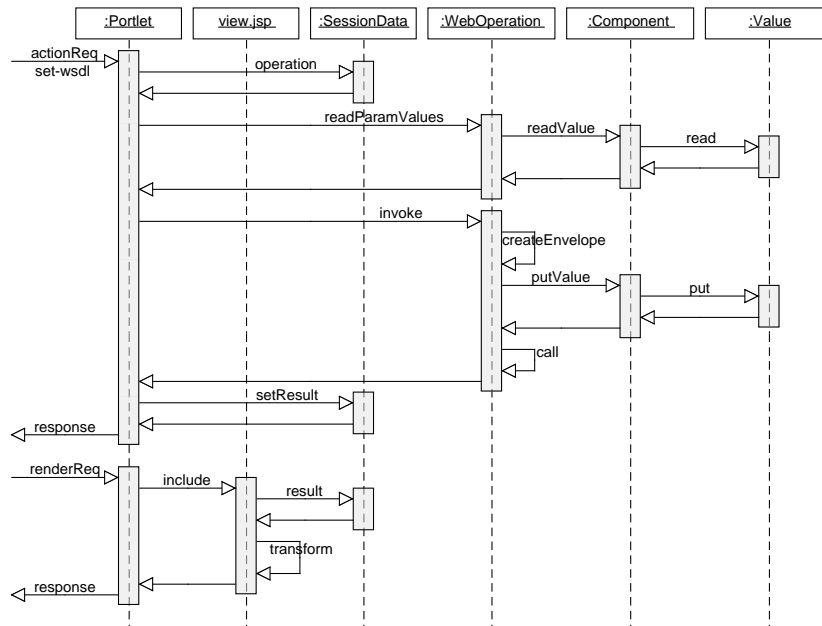 :Portlet
view.jsp
:SessionData
:WebOperation
:Component
:Value
actionReq
set-wsdl
operation
readParamValues
readValue
read
invoke
createEnvelope
putValue
put
call
setResult
response
renderReq
include
result
transform
response